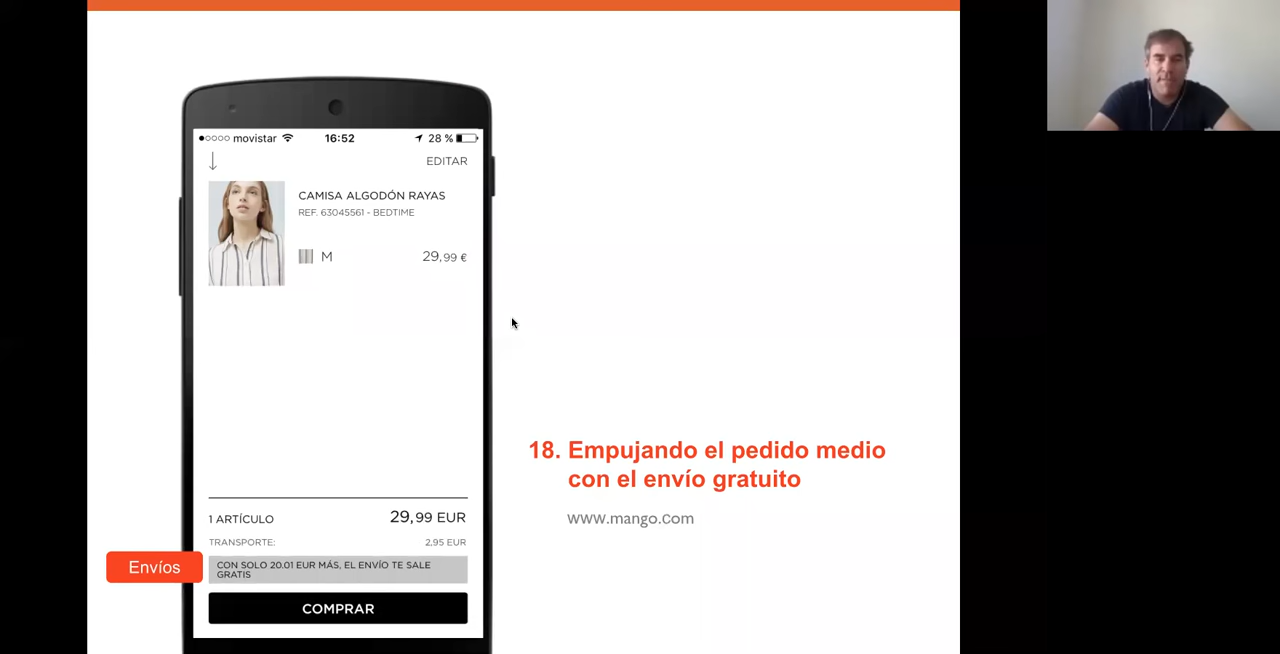 movistar 16:52 28 %
EDITAR
CAMISA ALGODÓN RAYAS
REF. 63045561 - BEDTIME
M 29,99 €
18. Empujando el pedido medio
con el envío gratuito
www.mango.com
1 ARTÍCULO 29,99 EUR
TRANSPORTE: 2,95 EUR
Envíos
CON SOLO 20.01 EUR MÁS, EL ENVÍO TE SALE
GRATIS
COMPRAR